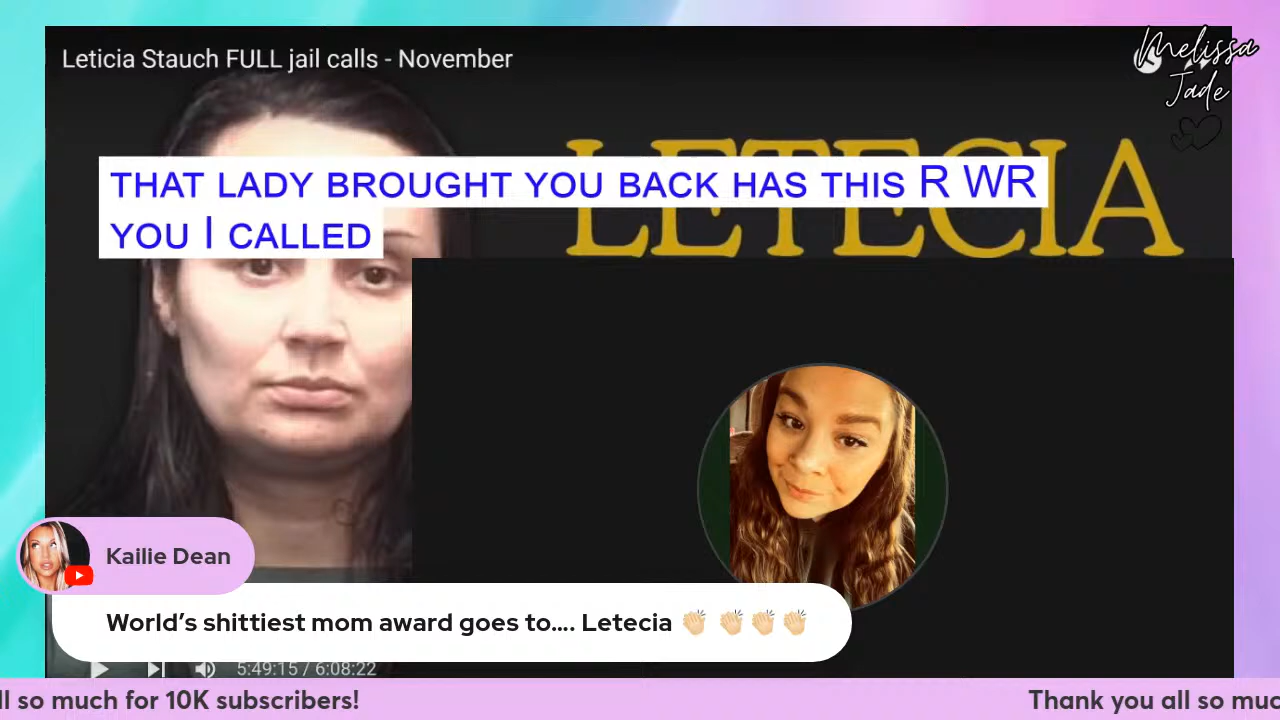 Leticia Stauch FULL jail calls - November
Melissa
Jade
LETECIA
THAT LADY BROUGHT YOU BACK HAS THIS R WR
YOU I CALLED
Kailie Dean
World’s shittiest mom award goes to.... Letecia 👏🏻 👏🏻 👏🏻 👏🏻
5:49:15 / 6:08:22
ll so much for 10K subscribers!
Thank you all so muc